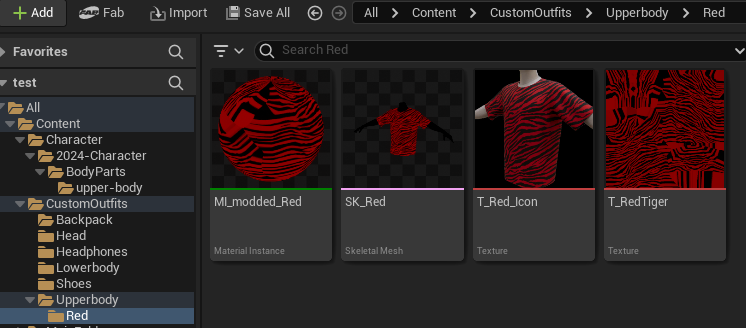 Add
Fab
Import
Save All
All > Content > CustomOutfits > Upperbody > Red
Favorites
Search Red
test
All
Content
Character
2024-Character
BodyParts
upper-body
CustomOutfits
Backpack
Head
Headphones
Lowerbody
Shoes
Upperbody
Red
MI_modded_Red
Material Instance
SK_Red
Skeletal Mesh
T_Red_Icon
Texture
T_RedTiger
Texture